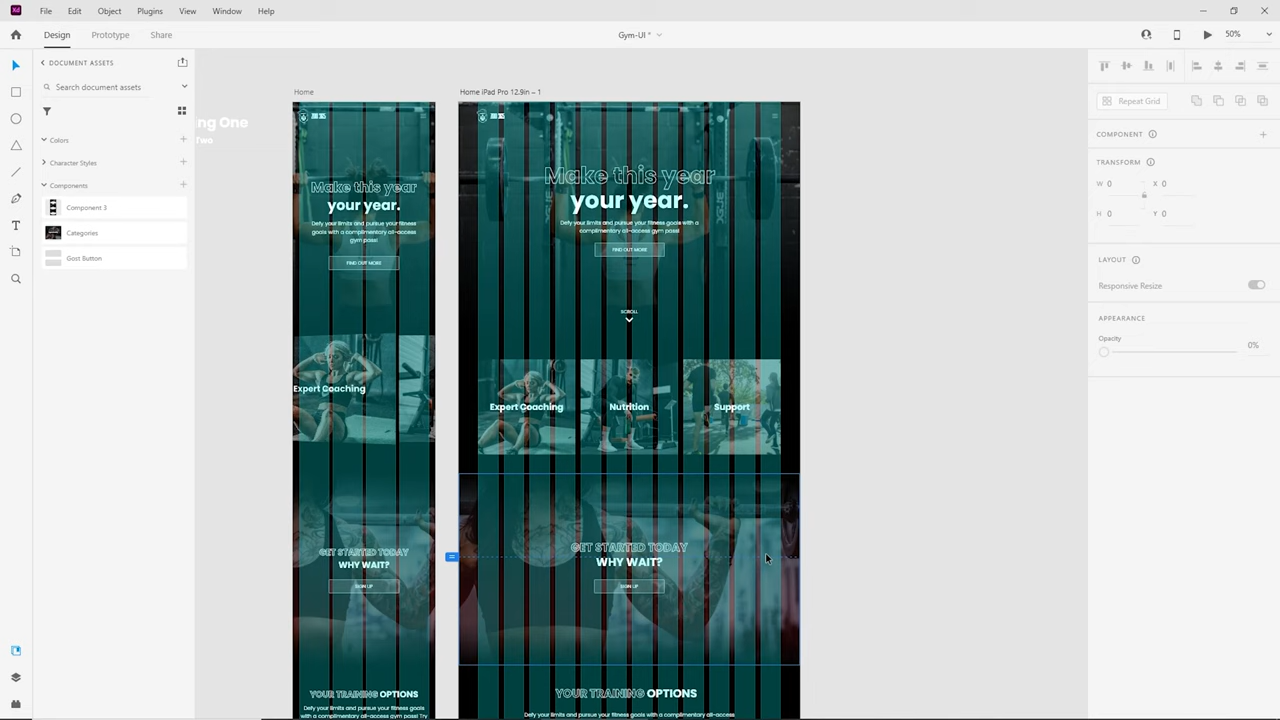 File Edit Object Plugins View Window Help
Design Prototype Share Gym-UI * 50%
DOCUMENT ASSETS
Search document assets
Colors
Character Styles
Components
Component 3
Categories
Gost Button
ng One
Two
Home
Make this year
your year.
Defy your limits and pursue your fitness
goals with a complimentary all-access
gym pass!
FIND OUT MORE
Expert Coaching
GET STARTED TODAY
WHY WAIT?
SIGN UP
YOUR TRAINING OPTIONS
Defy your limits and pursue your fitness goals
with a complimentary all-access gym pass! Try
Home iPad Pro 12.9in – 1
Make this year
your year.
Defy your limits and pursue your fitness goals with a
complimentary all-access gym pass!
FIND OUT MORE
SCROLL
Expert Coaching Nutrition Support
GET STARTED TODAY
WHY WAIT?
SIGN UP
YOUR TRAINING OPTIONS
Defy your limits and pursue your fitness goals with a complimentary all-access
Repeat Grid
COMPONENT
TRANSFORM
W 0 X 0
H 0 Y 0
LAYOUT
Responsive Resize
APPEARANCE
Opacity
0%